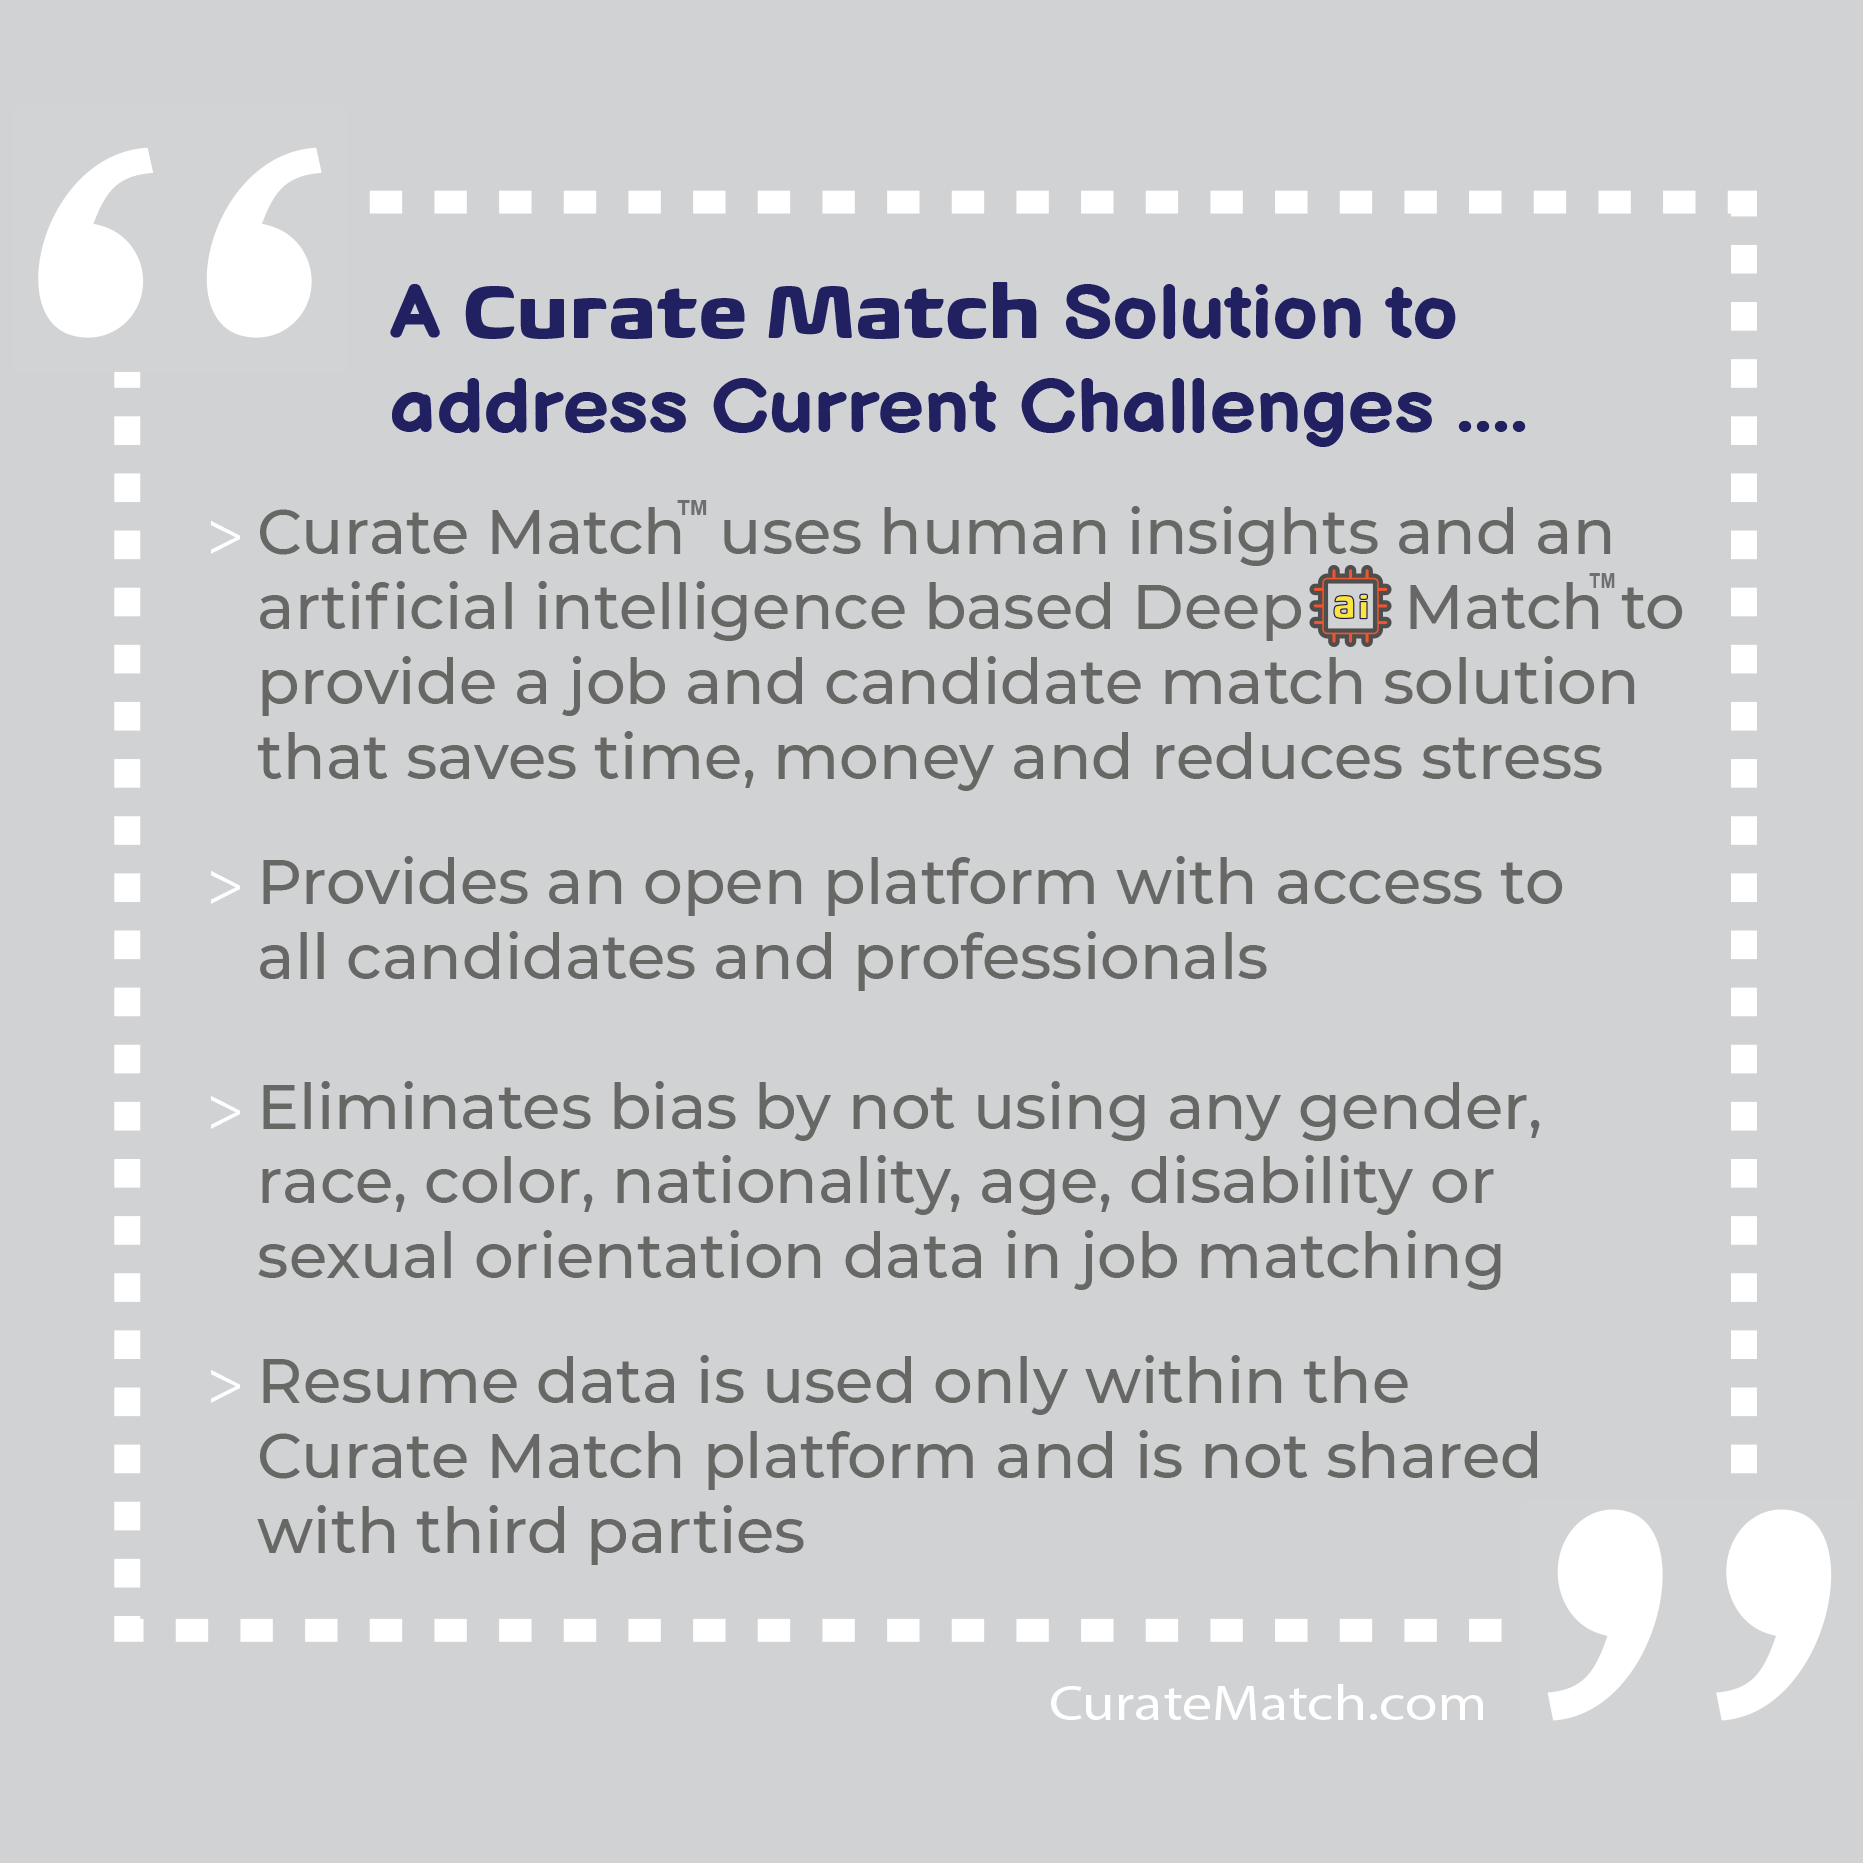 A Curate Match Solution to
address Current Challenges ....
> Curate Match™ uses human insights and an
artificial intelligence based Deep ai Match™ to
provide a job and candidate match solution
that saves time, money and reduces stress
> Provides an open platform with access to
all candidates and professionals
> Eliminates bias by not using any gender,
race, color, nationality, age, disability or
sexual orientation data in job matching
> Resume data is used only within the
Curate Match platform and is not shared
with third parties
CurateMatch.com